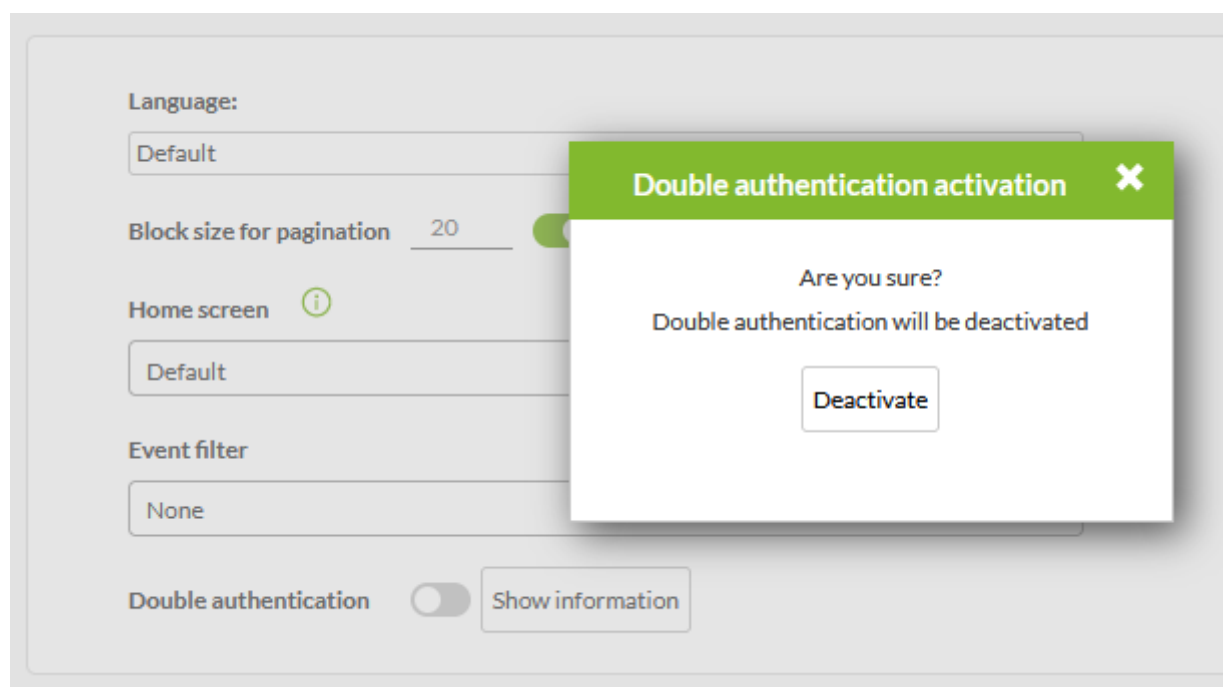 Language:
Default
Block size for pagination 20
Home screen
Default
Event filter
None
Double authentication Show information
Double authentication activation
Are you sure?
Double authentication will be deactivated
Deactivate